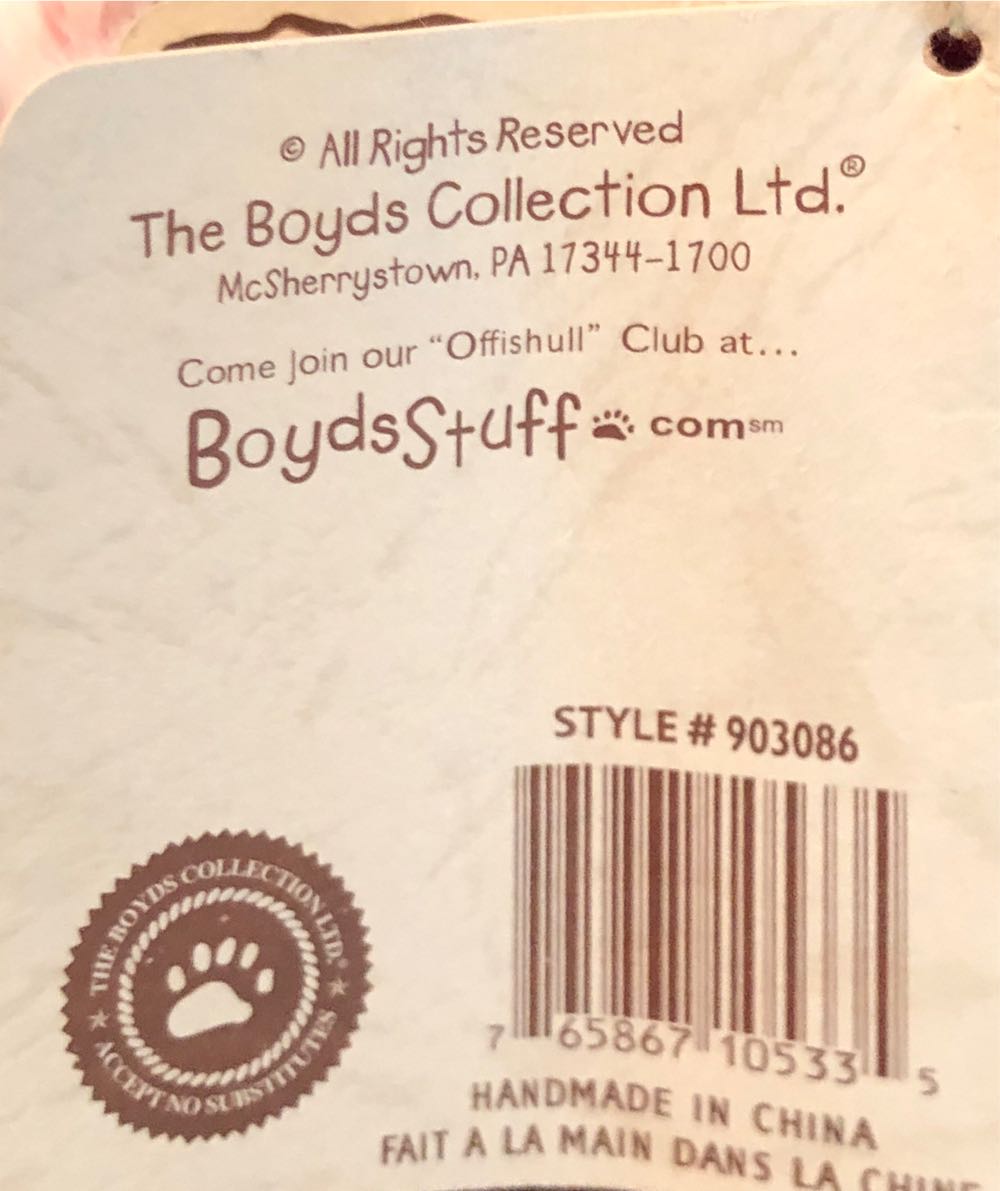 © All Rights Reserved
The Boyds Collection Ltd.®
McSherrystown, PA 17344-1700
Come Join our “Offishull” Club at...
BoydsStuff com sm
STYLE # 903086
7 65867 10533 5
HANDMADE IN CHINA
FAIT A LA MAIN DANS LA CHINE
THE BOYDS COLLECTION LTD.®
ACCEPT NO SUBSTITUTES